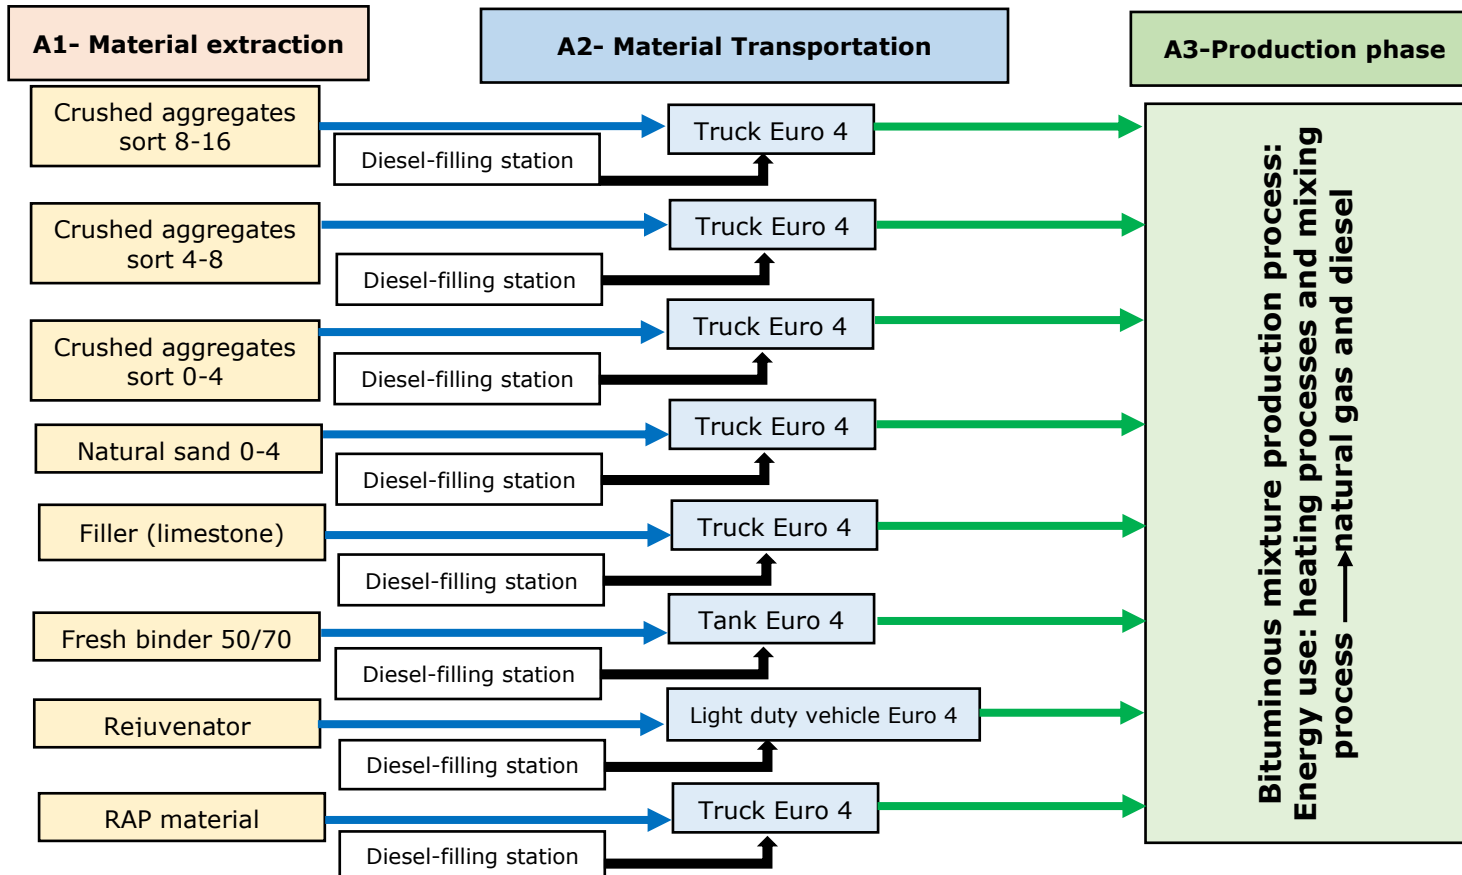 A1- Material extraction
A2- Material Transportation
A3-Production phase
Crushed aggregates
sort 8-16
Diesel-filling station
Truck Euro 4
Crushed aggregates
sort 4-8
Diesel-filling station
Truck Euro 4
Crushed aggregates
sort 0-4
Diesel-filling station
Truck Euro 4
Natural sand 0-4
Diesel-filling station
Truck Euro 4
Filler (limestone)
Diesel-filling station
Truck Euro 4
Fresh binder 50/70
Diesel-filling station
Tank Euro 4
Rejuvenator
Diesel-filling station
Light duty vehicle Euro 4
RAP material
Diesel-filling station
Truck Euro 4
Bituminous mixture production process:
Energy use: heating processes and mixing
process ⟶natural gas and diesel